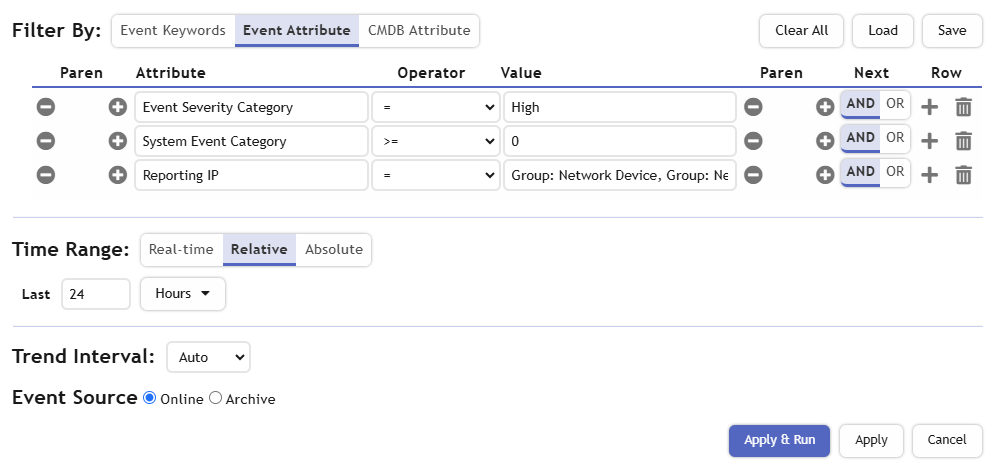 Filter By: Event Keywords Event Attribute CMDB Attribute Clear All Load Save
Paren Attribute Operator Value Paren Next Row
Event Severity Category = High AND OR
System Event Category >= 0 AND OR
Reporting IP = Group: Network Device, Group: Ne AND OR
Time Range: Real-time Relative Absolute
Last 24 Hours
Trend Interval: Auto
Event Source Online Archive
Apply & Run Apply Cancel